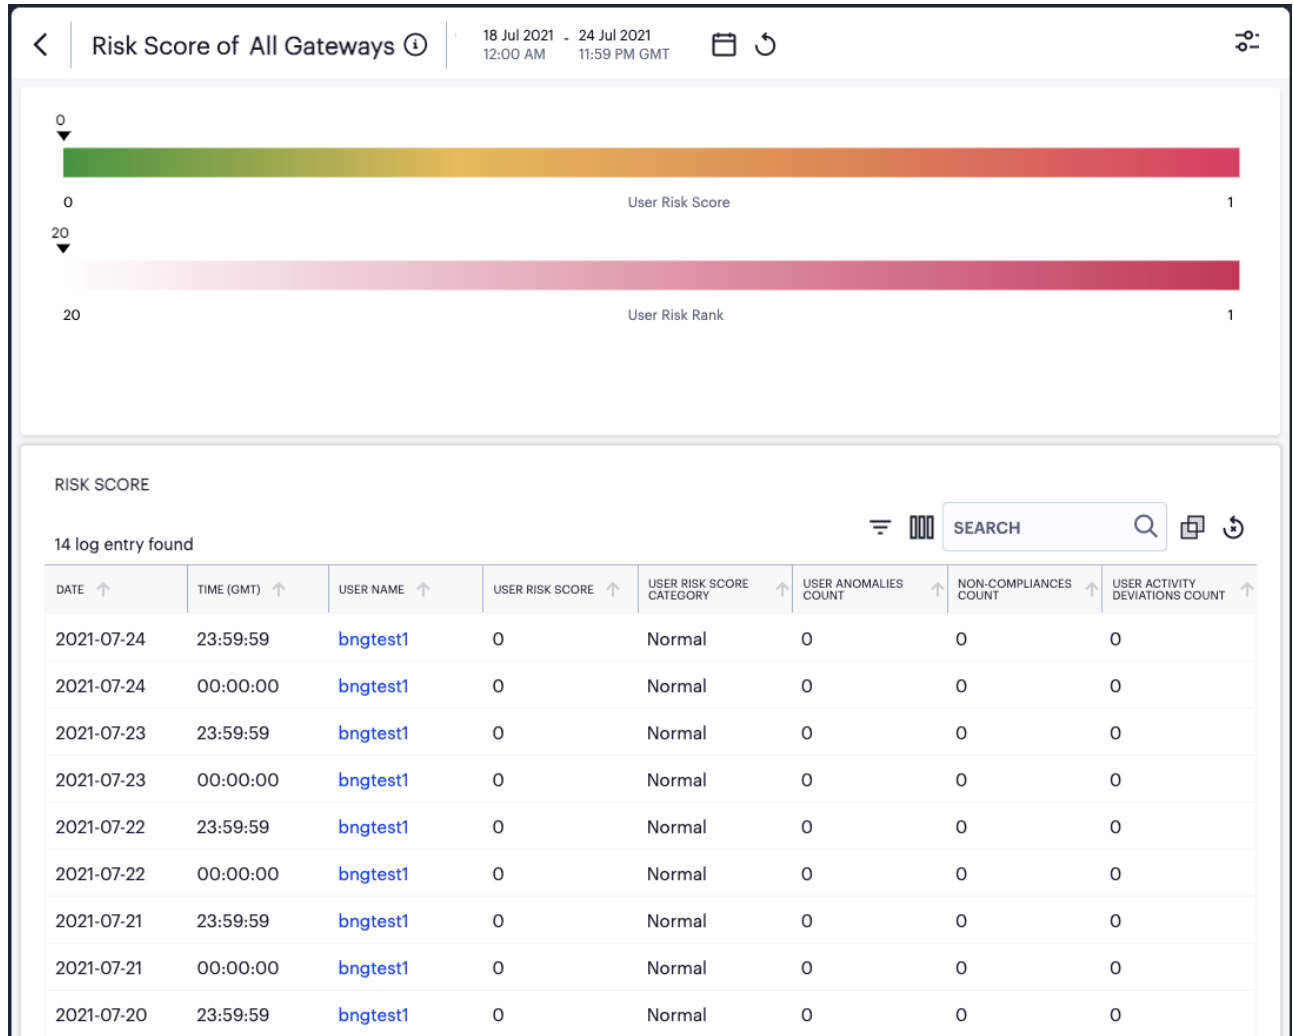 Risk Score of All Gateways
18 Jul 2021 - 24 Jul 2021
12:00 AM 11:59 PM GMT
0
0 User Risk Score 1
20
20 User Risk Rank 1
RISK SCORE
14 log entry found
SEARCH
DATE TIME (GMT) USER NAME USER RISK SCORE USER RISK SCORE CATEGORY USER ANOMALIES COUNT NON-COMPLIANCES COUNT USER ACTIVITY DEVIATIONS COUNT
2021-07-24 23:59:59 bngtest1 0 Normal 0 0 0
2021-07-24 00:00:00 bngtest1 0 Normal 0 0 0
2021-07-23 23:59:59 bngtest1 0 Normal 0 0 0
2021-07-23 00:00:00 bngtest1 0 Normal 0 0 0
2021-07-22 23:59:59 bngtest1 0 Normal 0 0 0
2021-07-22 00:00:00 bngtest1 0 Normal 0 0 0
2021-07-21 23:59:59 bngtest1 0 Normal 0 0 0
2021-07-21 00:00:00 bngtest1 0 Normal 0 0 0
2021-07-20 23:59:59 bngtest1 0 Normal 0 0 0